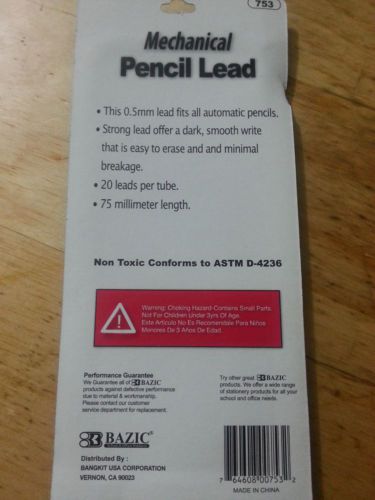 753
Mechanical
Pencil Lead
• This 0.5mm lead fits all automatic pencils.
• Strong lead offer a dark, smooth write
that is easy to erase and and minimal
breakage.
• 20 leads per tube.
• 75 millimeter length.
Non Toxic Conforms to ASTM D-4236
Warning: Choking Hazard-Contains Small Parts.
Not For Children Under 3yrs Of Age.
Este Articulo No Es Recomendale Para Niños
Menores De 3 Años De Edad.
Performance Guarantee
We Guarantee all of BAZIC
products against defective performance
due to material & workmanship.
Please contact our customer
service department for replacement.
Try other great BAZIC
products. We offer a wide range
of stationery products for all your
school and office needs.
BAZIC
Distributed By :
BANGKIT USA CORPORATION
VERNON, CA 90023
7 64608 00753 2